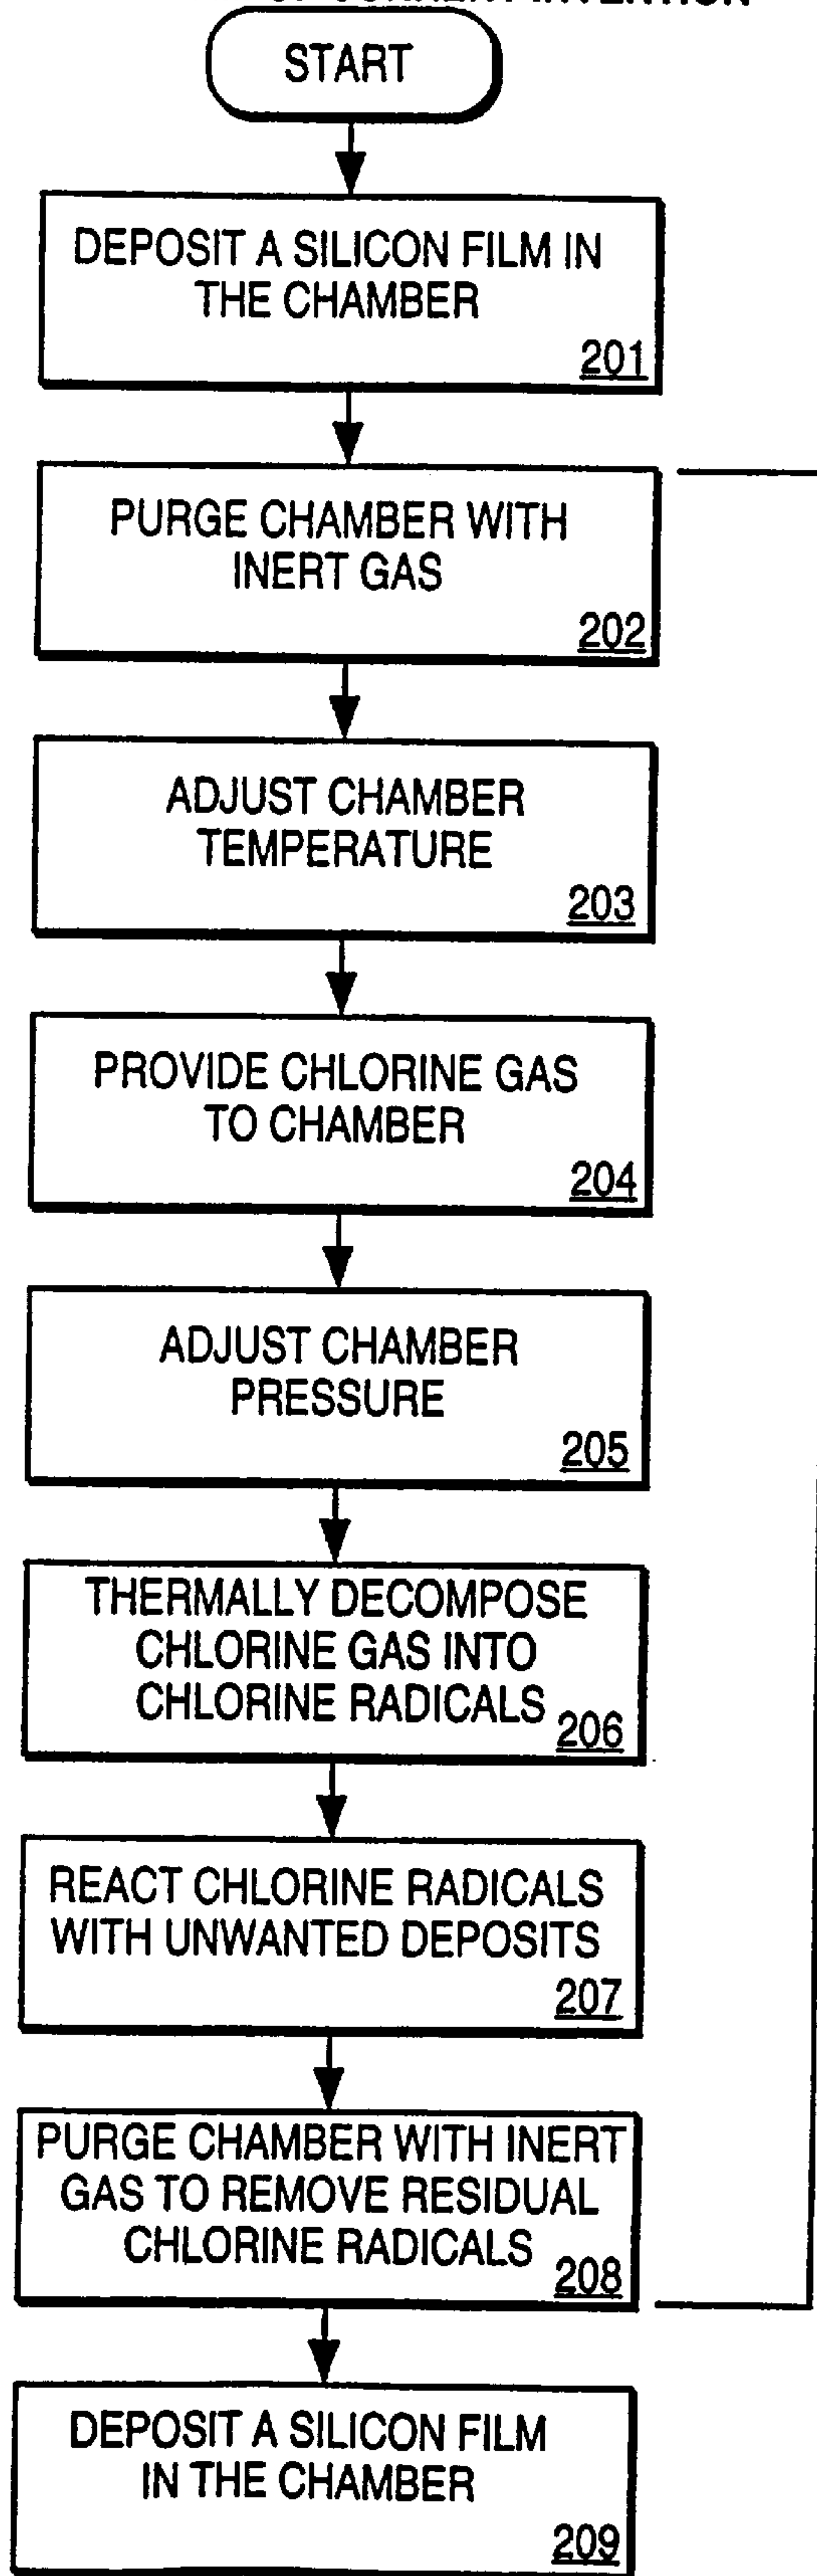 START
DEPOSIT A SILICON FILM IN
THE CHAMBER
201
PURGE CHAMBER WITH
INERT GAS
202
ADJUST CHAMBER
TEMPERATURE
203
PROVIDE CHLORINE GAS
TO CHAMBER
204
ADJUST CHAMBER
PRESSURE
205
THERMALLY DECOMPOSE
CHLORINE GAS INTO
CHLORINE RADICALS
206
REACT CHLORINE RADICALS
WITH UNWANTED DEPOSITS
207
PURGE CHAMBER WITH INERT
GAS TO REMOVE RESIDUAL
CHLORINE RADICALS
208
DEPOSIT A SILICON FILM
IN THE CHAMBER
209